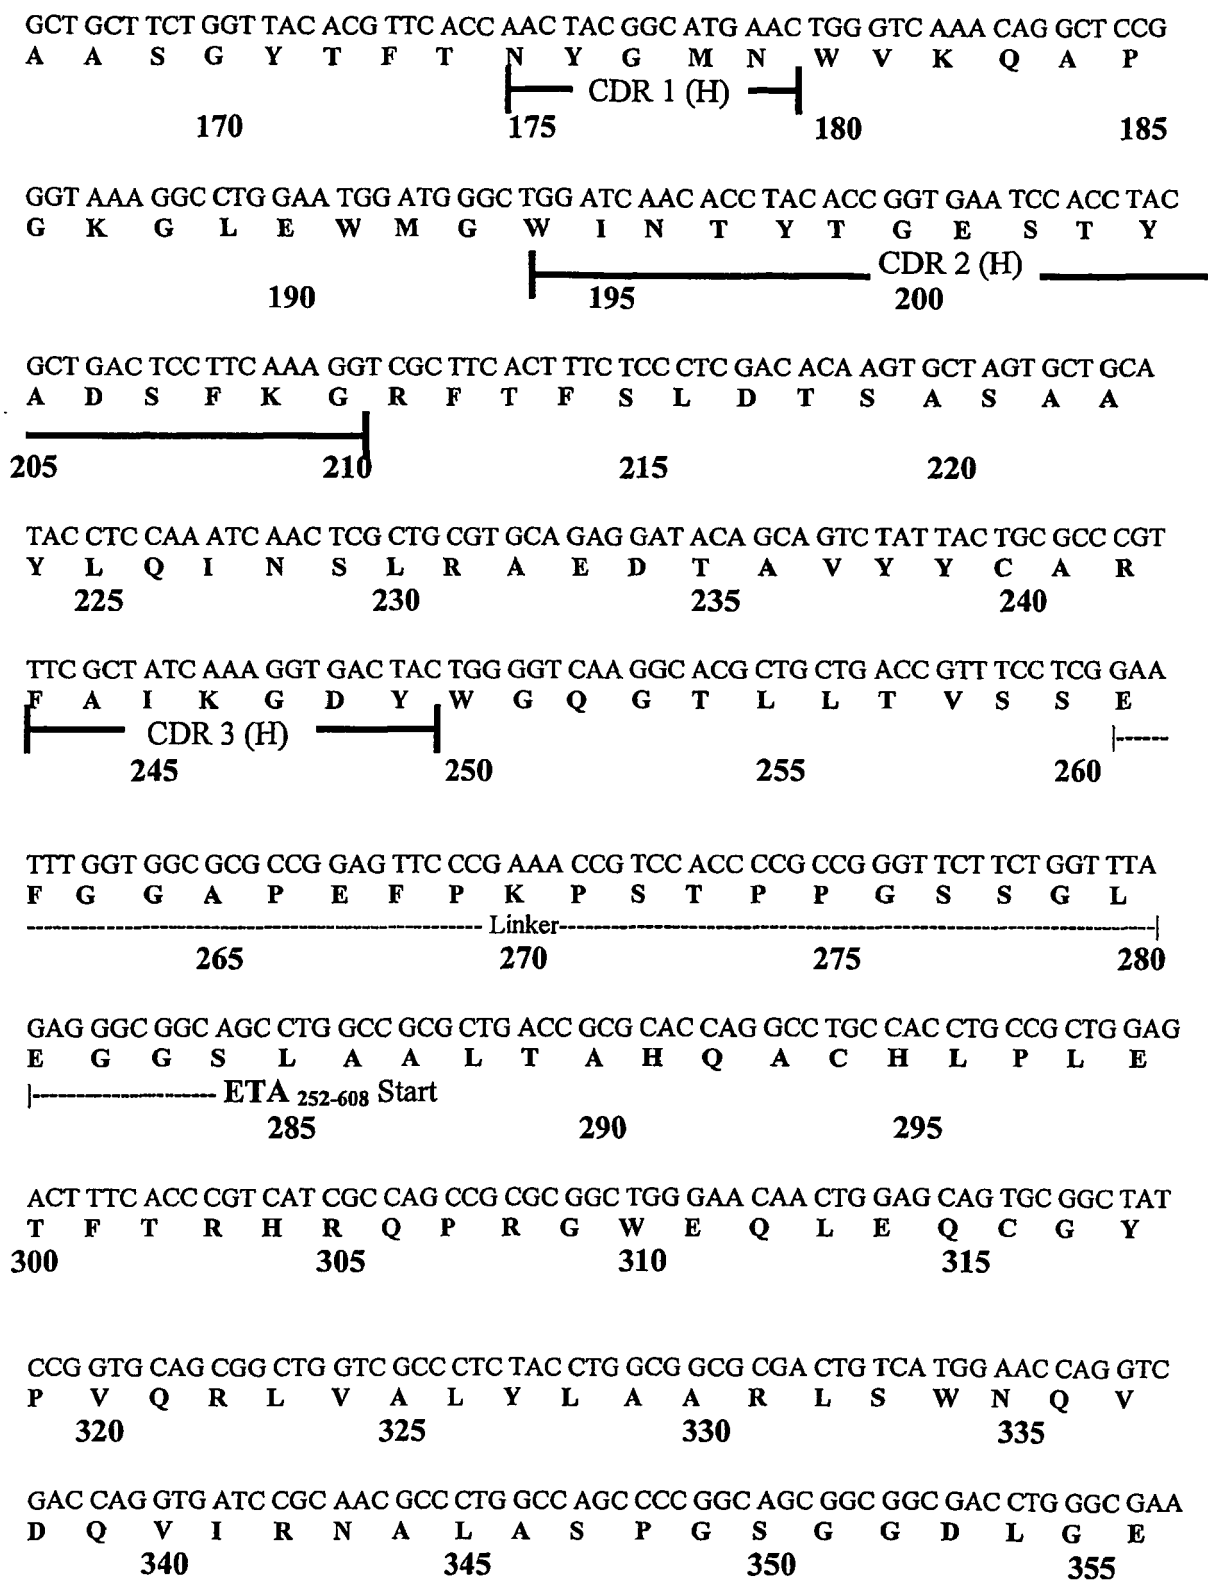 GCT GCT TCT GGT TAC ACG TTC ACC AAC TAC GGC ATG AAC TGG GTC AAA CAG GCT CCG
A A S G Y T F T N Y G M N W V K Q A P
CDR 1 (H)
170 175 180 185
GGT AAA GGC CTG GAA TGG ATG GGC TGG ATC AAC ACC TAC ACC GGT GAA TCC ACC TAC
G K G L E W M G W I N T Y T G E S T Y
CDR 2 (H)
190 195 200
GCT GAC TCC TTC AAA GGT CGC TTC ACT TTC TCC CTC GAC ACA AGT GCT AGT GCT GCA
A D S F K G R F T F S L D T S A S A A
205 210 215 220
TAC CTC CAA ATC AAC TCG CTG CGT GCA GAG GAT ACA GCA GTC TAT TAC TGC GCC CGT
Y L Q I N S L R A E D T A V Y Y C A R
225 230 235 240
TTC GCT ATC AAA GGT GAC TAC TGG GGT CAA GGC ACG CTG CTG ACC GTT TCC TCG GAA
F A I K G D Y W G Q G T L L T V S S E
CDR 3 (H)
245 250 255 260
TTT GGT GGC GCG CCG GAG TTC CCG AAA CCG TCC ACC CCG CCG GGT TCT TCT GGT TTA
F G G A P E F P K P S T P P G S S G L
Linker
265 270 275 280
GAG GGC GGC AGC CTG GCC GCG CTG ACC GCG CAC CAG GCC TGC CAC CTG CCG CTG GAG
E G G S L A A L T A H Q A C H L P L E
ETA 252-608 Start
285 290 295
ACT TTC ACC CGT CAT CGC CAG CCG CGC GGC TGG GAA CAA CTG GAG CAG TGC GGC TAT
T F T R H R Q P R G W E Q L E Q C G Y
300 305 310 315
CCG GTG CAG CGG CTG GTC GCC CTC TAC CTG GCG GCG CGA CTG TCA TGG AAC CAG GTC
P V Q R L V A L Y L A A R L S W N Q V
320 325 330 335
GAC CAG GTG ATC CGC AAC GCC CTG GCC AGC CCC GGC AGC GGC GGC GAC CTG GGC GAA
D Q V I R N A L A S P G S G G D L G E
340 345 350 355